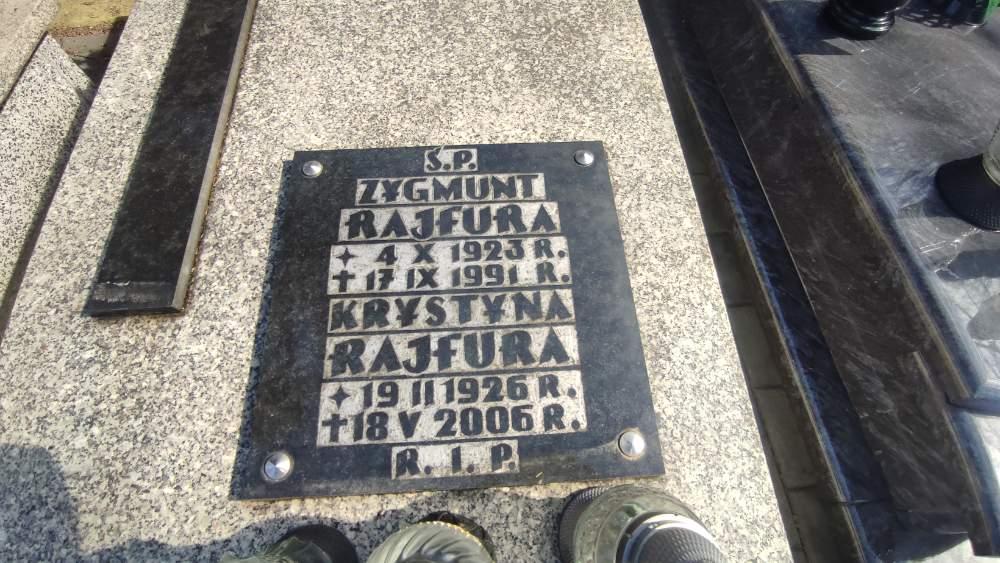 Ś.P.
ZYGMUNT
RAJFURA
✦ 4 X 1923 R.
✝ 17 IX 1991 R.
KRYSTYNA
RAJFURA
✦ 19 II 1926 R.
✝ 18 V 2006 R.
R. I. P.